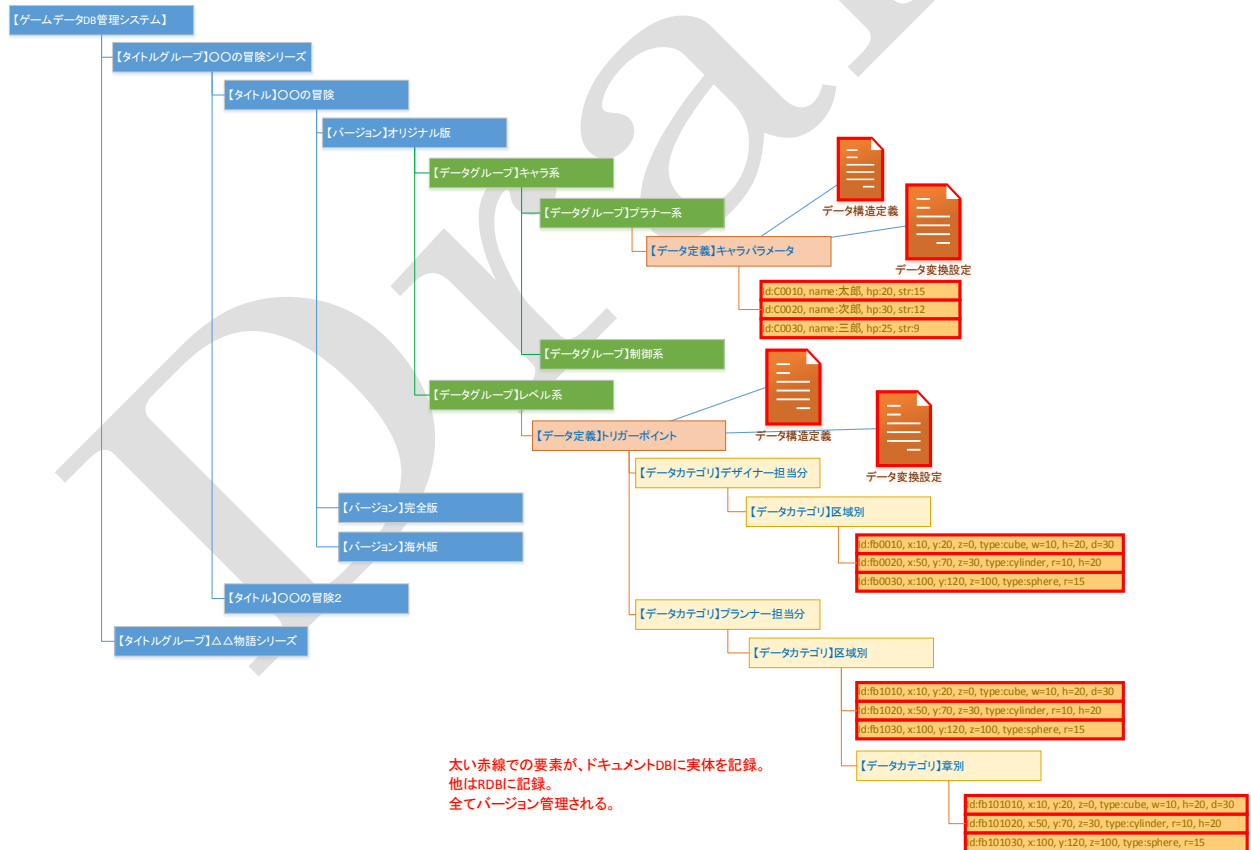 【ゲームデータDB管理システム】
【タイトルグループ】〇〇の冒険シリーズ
【タイトル】〇〇の冒険
【バージョン】オリジナル版
【データグループ】キャラ系
【データグループ】プラナー系
【データ定義】キャラパラメータ
データ構造定義
データ変換設定
id:C0010, name:太郎, hp:20, str:15
id:C0020, name:次郎, hp:30, str:12
id:C0030, name:三郎, hp:25, str:9
【データグループ】制御系
【データグループ】レベル系
【データ定義】トリガーポイント
データ構造定義
データ変換設定
【データカテゴリ】デザイナー担当分
【データカテゴリ】区域別
id:fb0010, x:10, y:20, z=0, type:cube, w=10, h=20, d=30
id:fb0020, x:50, y:70, z=30, type:cylinder, r=10, h=20
id:fb0030, x:100, y:120, z=100, type:sphere, r=15
【バージョン】完全版
【バージョン】海外版
【タイトル】〇〇の冒険2
【データカテゴリ】プランナー担当分
【タイトルグループ】△△物語シリーズ
【データカテゴリ】区域別
id:fb1010, x:10, y:20, z=0, type:cube, w=10, h=20, d=30
id:fb1020, x:50, y:70, z=30, type:cylinder, r=10, h=20
id:fb1030, x:100, y:120, z=100, type:sphere, r=15
【データカテゴリ】章別
id:fb101010, x:10, y:20, z=0, type:cube, w=10, h=20, d=30
id:fb101020, x:50, y:70, z=30, type:cylinder, r=10, h=20
id:fb101030, x:100, y:120, z=100, type:sphere, r=15
太い赤線での要素が、ドキュメントDBに実体を記録。
他はRDBに記録。
全てバージョン管理される。